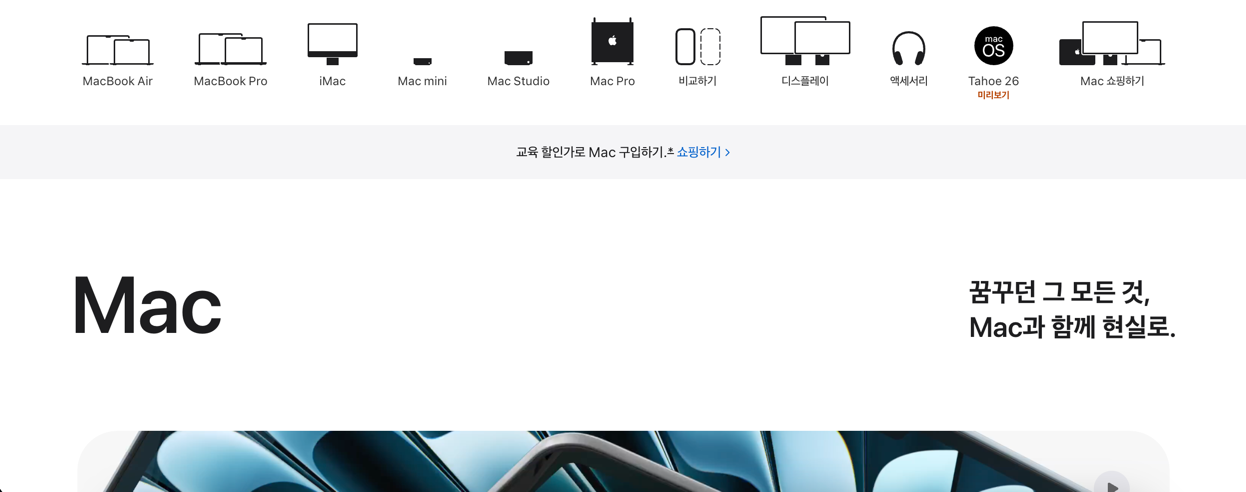 MacBook Air
MacBook Pro
iMac
Mac mini
Mac Studio
Mac Pro
비교하기
디스플레이
액세서리
mac
OS
Tahoe 26
미리보기
Mac 쇼핑하기
교육 할인가로 Mac 구입하기.* 쇼핑하기 >
Mac
꿈꾸던 그 모든 것,
Mac과 함께 현실로.